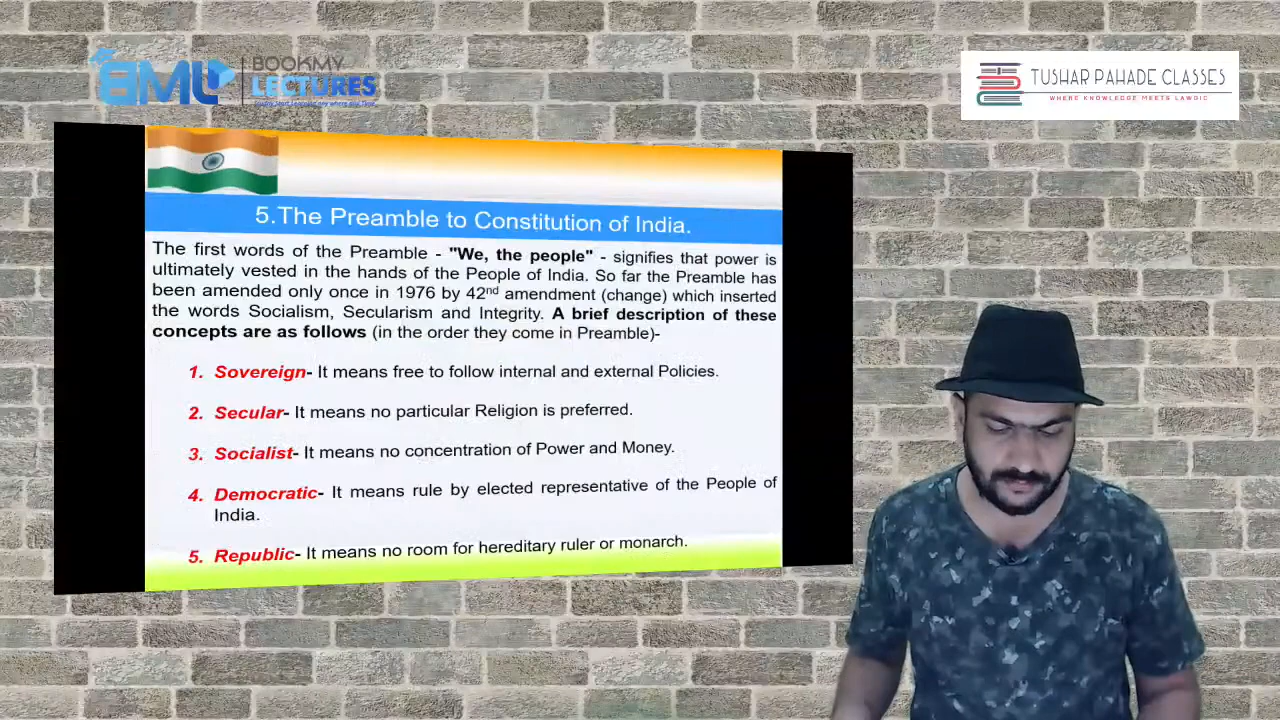 BML
BOOKMY
LECTURES
TUSHAR PAHADE CLASSES
WHERE KNOWLEDGE MEETS LAWGIC
5.The Preamble to Constitution of India.
The first words of the Preamble - "We, the people" - signifies that power is
ultimately vested in the hands of the People of India. So far the Preamble has
been amended only once in 1976 by 42nd amendment (change) which inserted
the words Socialism, Secularism and Integrity. A brief description of these
concepts are as follows (in the order they come in Preamble)-
1. Sovereign- It means free to follow internal and external Policies.
2. Secular- It means no particular Religion is preferred.
3. Socialist- It means no concentration of Power and Money.
4. Democratic- It means rule by elected representative of the People of
India.
5. Republic- It means no room for hereditary ruler or monarch.